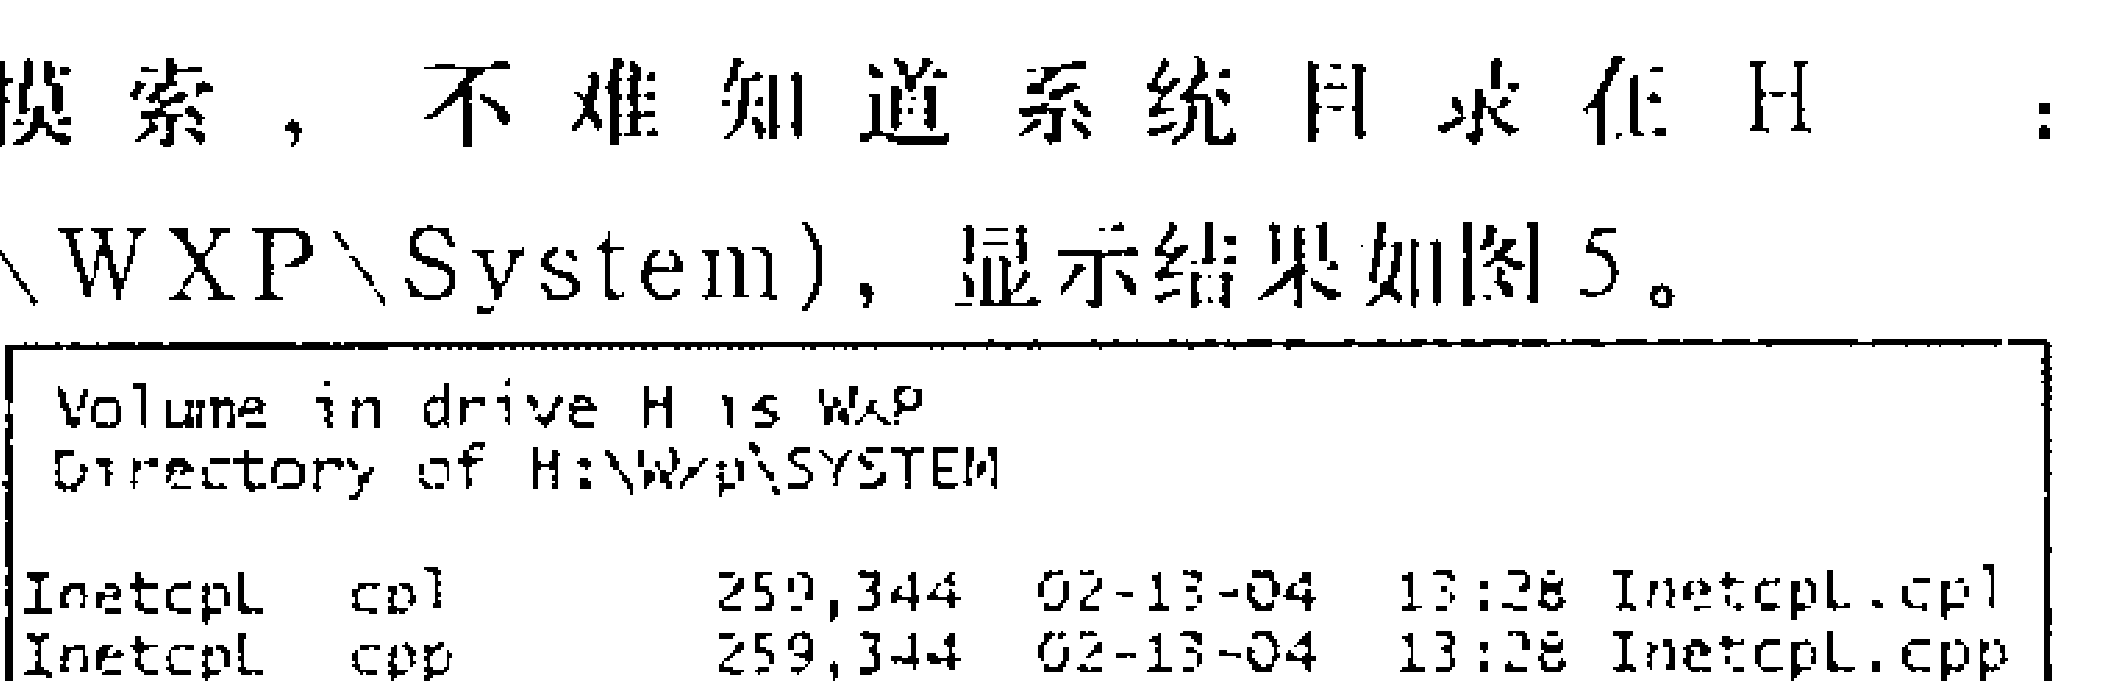 摸索，不难知道系统目录在H：
\WXP\System)，显示结果如图5。
Volume in drive H is WXP
Directory of H:\Wxp\SYSTEM
Inetcpl cpl 259,344 02-13-04 13:28 Inetcpl.cpl
Inetcpl cpp 259,344 02-13-04 13:28 Inetcpl.cpp